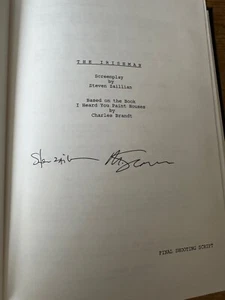 THE IRISHMAN
Screenplay
by
Steven Zaillian
Based on the Book
I Heard You Paint Houses
by
Charles Brandt
FINAL SHOOTING SCRIPT